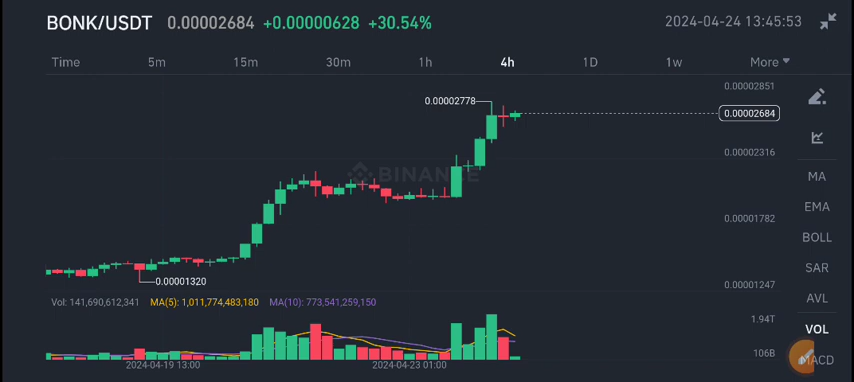 BONK/USDT 0.00002684 +0.00000628 +30.54% 2024-04-24 13:45:53
Time 5m 15m 30m 1h 4h 1D 1w More
0.00002851
0.00002778
0.00002684
0.00002316
BINANCE
MA
EMA
0.00001782
BOLL
SAR
0.00001320
0.00001247
AVL
Vol: 141,690,612,341 MA(5): 1,011,774,483,180 MA(10): 773,541,259,150
1.94T
VOL
106B
MACD
2024-04-19 13:00 2024-04-23 01:00